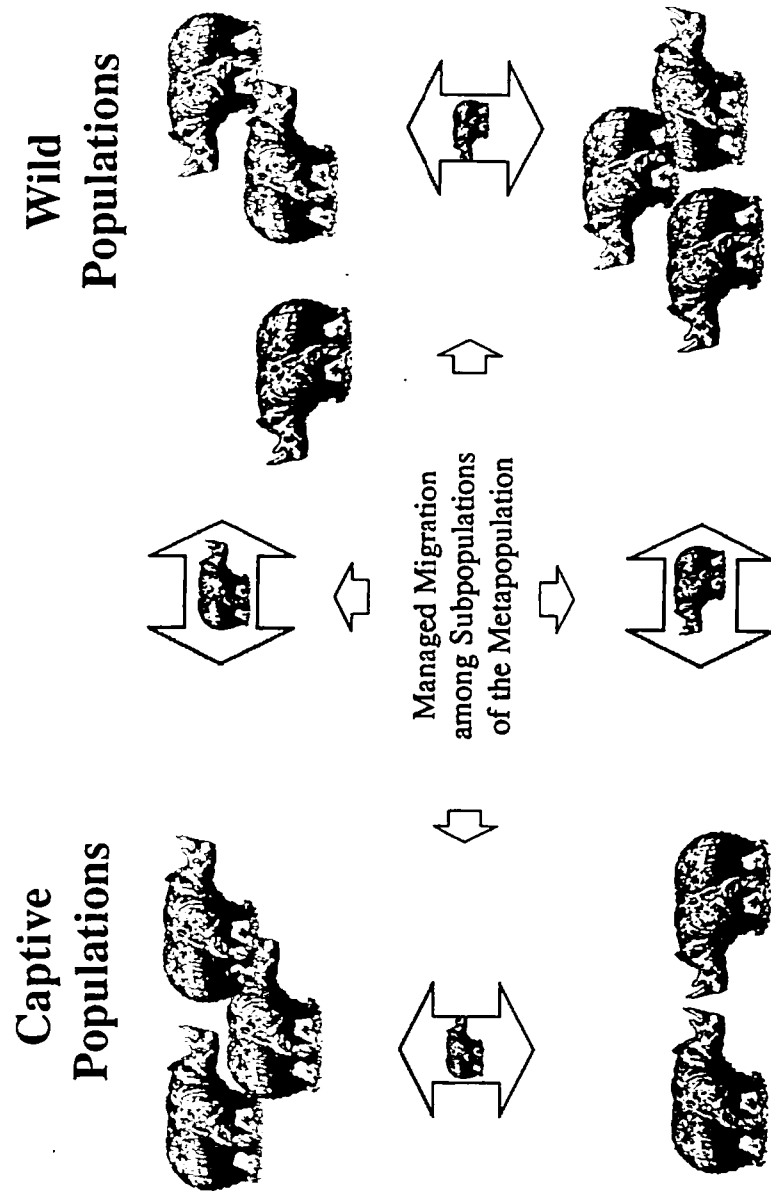 Captive
Populations
Wild
Populations
Managed Migration
among Subpopulations
of the Metapopulation